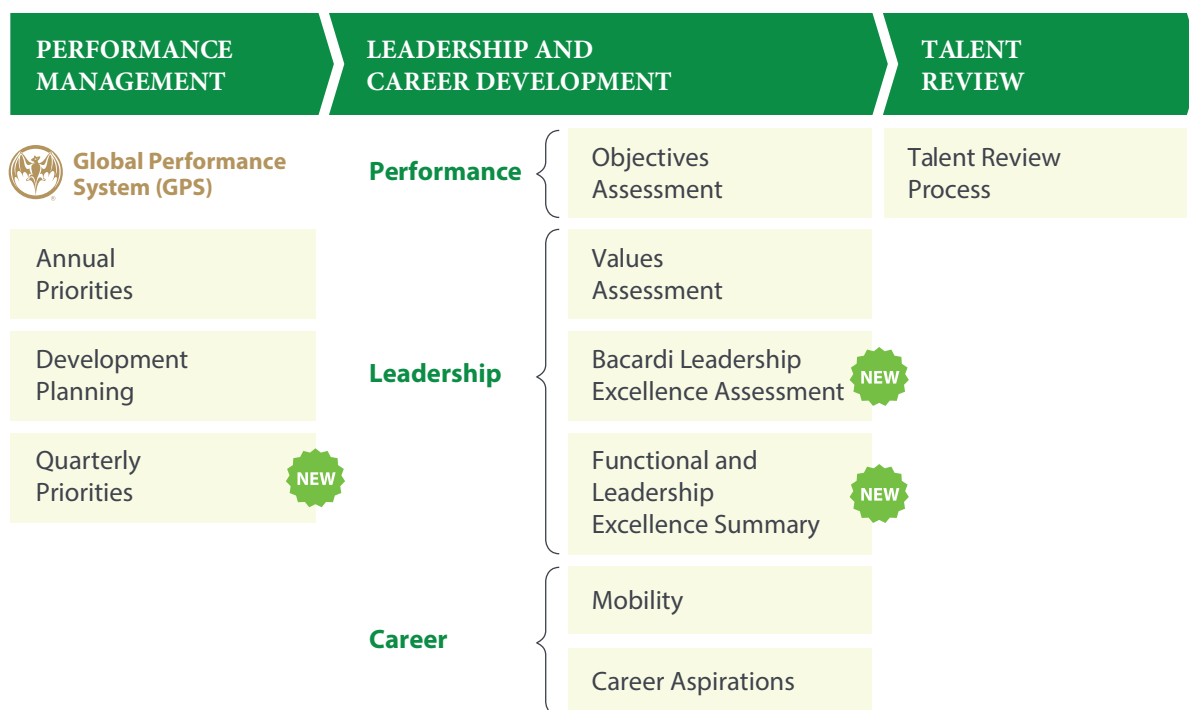 PERFORMANCE
MANAGEMENT
LEADERSHIP AND
CAREER DEVELOPMENT
TALENT
REVIEW
Global Performance
System (GPS)
Annual
Priorities
Development
Planning
Quarterly
Priorities
NEW
Performance
Objectives
Assessment
Leadership
Values
Assessment
Bacardi Leadership
Excellence Assessment
NEW
Functional and
Leadership
Excellence Summary
NEW
Career
Mobility
Career Aspirations
Talent Review
Process